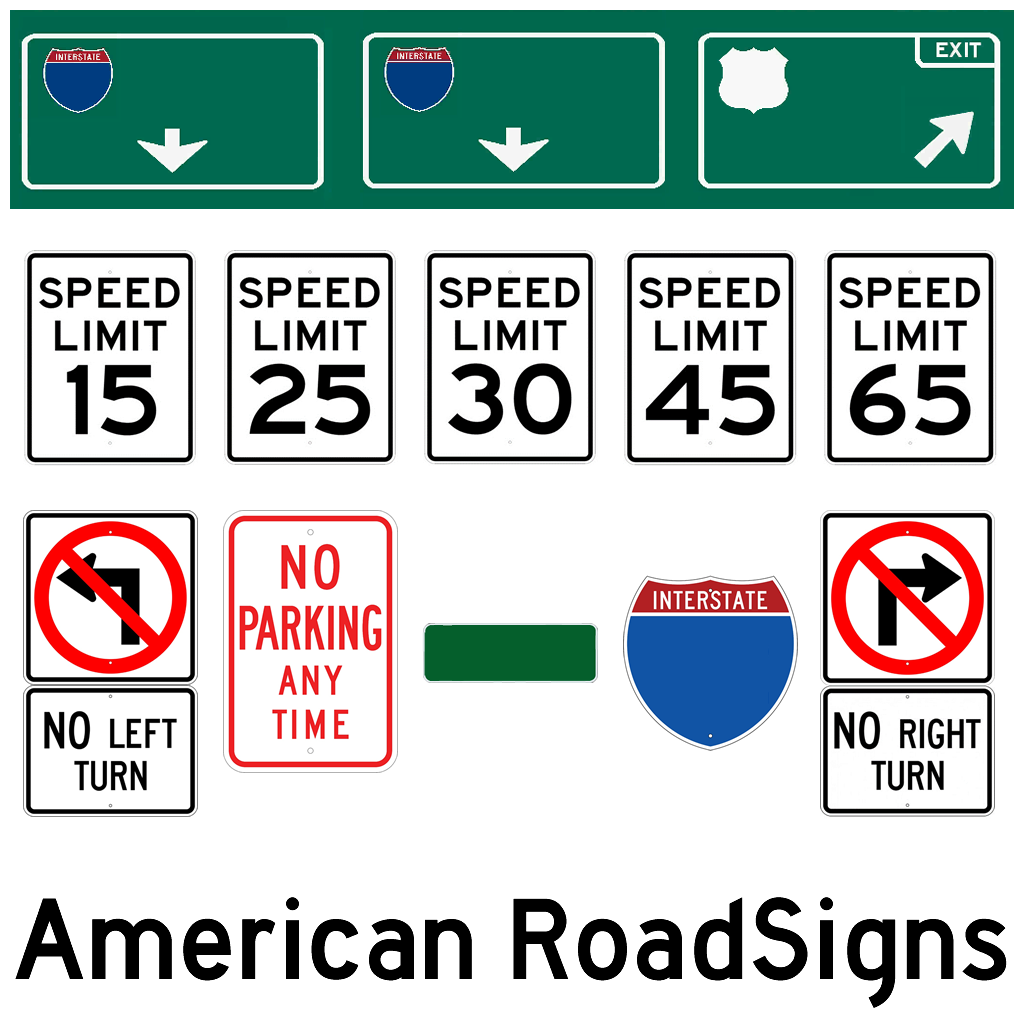 INTERSTATE
INTERSTATE
EXIT
SPEED
LIMIT
15
SPEED
LIMIT
25
SPEED
LIMIT
30
SPEED
LIMIT
45
SPEED
LIMIT
65
NO LEFT
TURN
NO
PARKING
ANY
TIME
INTERSTATE
NO RIGHT
TURN
American RoadSigns